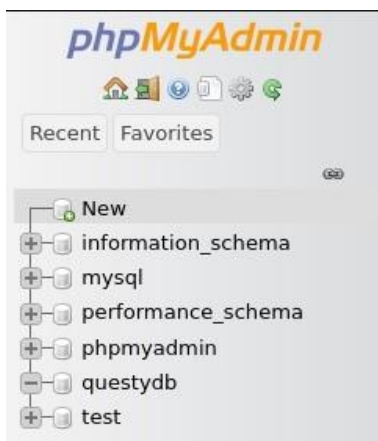 phpMyAdmin
Recent Favorites
New
information_schema
mysql
performance_schema
phpmyadmin
questydb
test